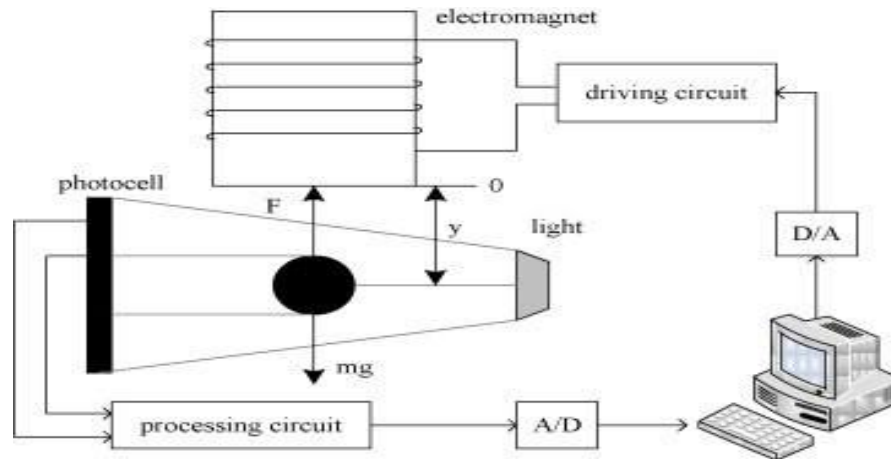 electromagnet
driving circuit
photocell
0
F
y
light
D/A
mg
processing circuit
A/D